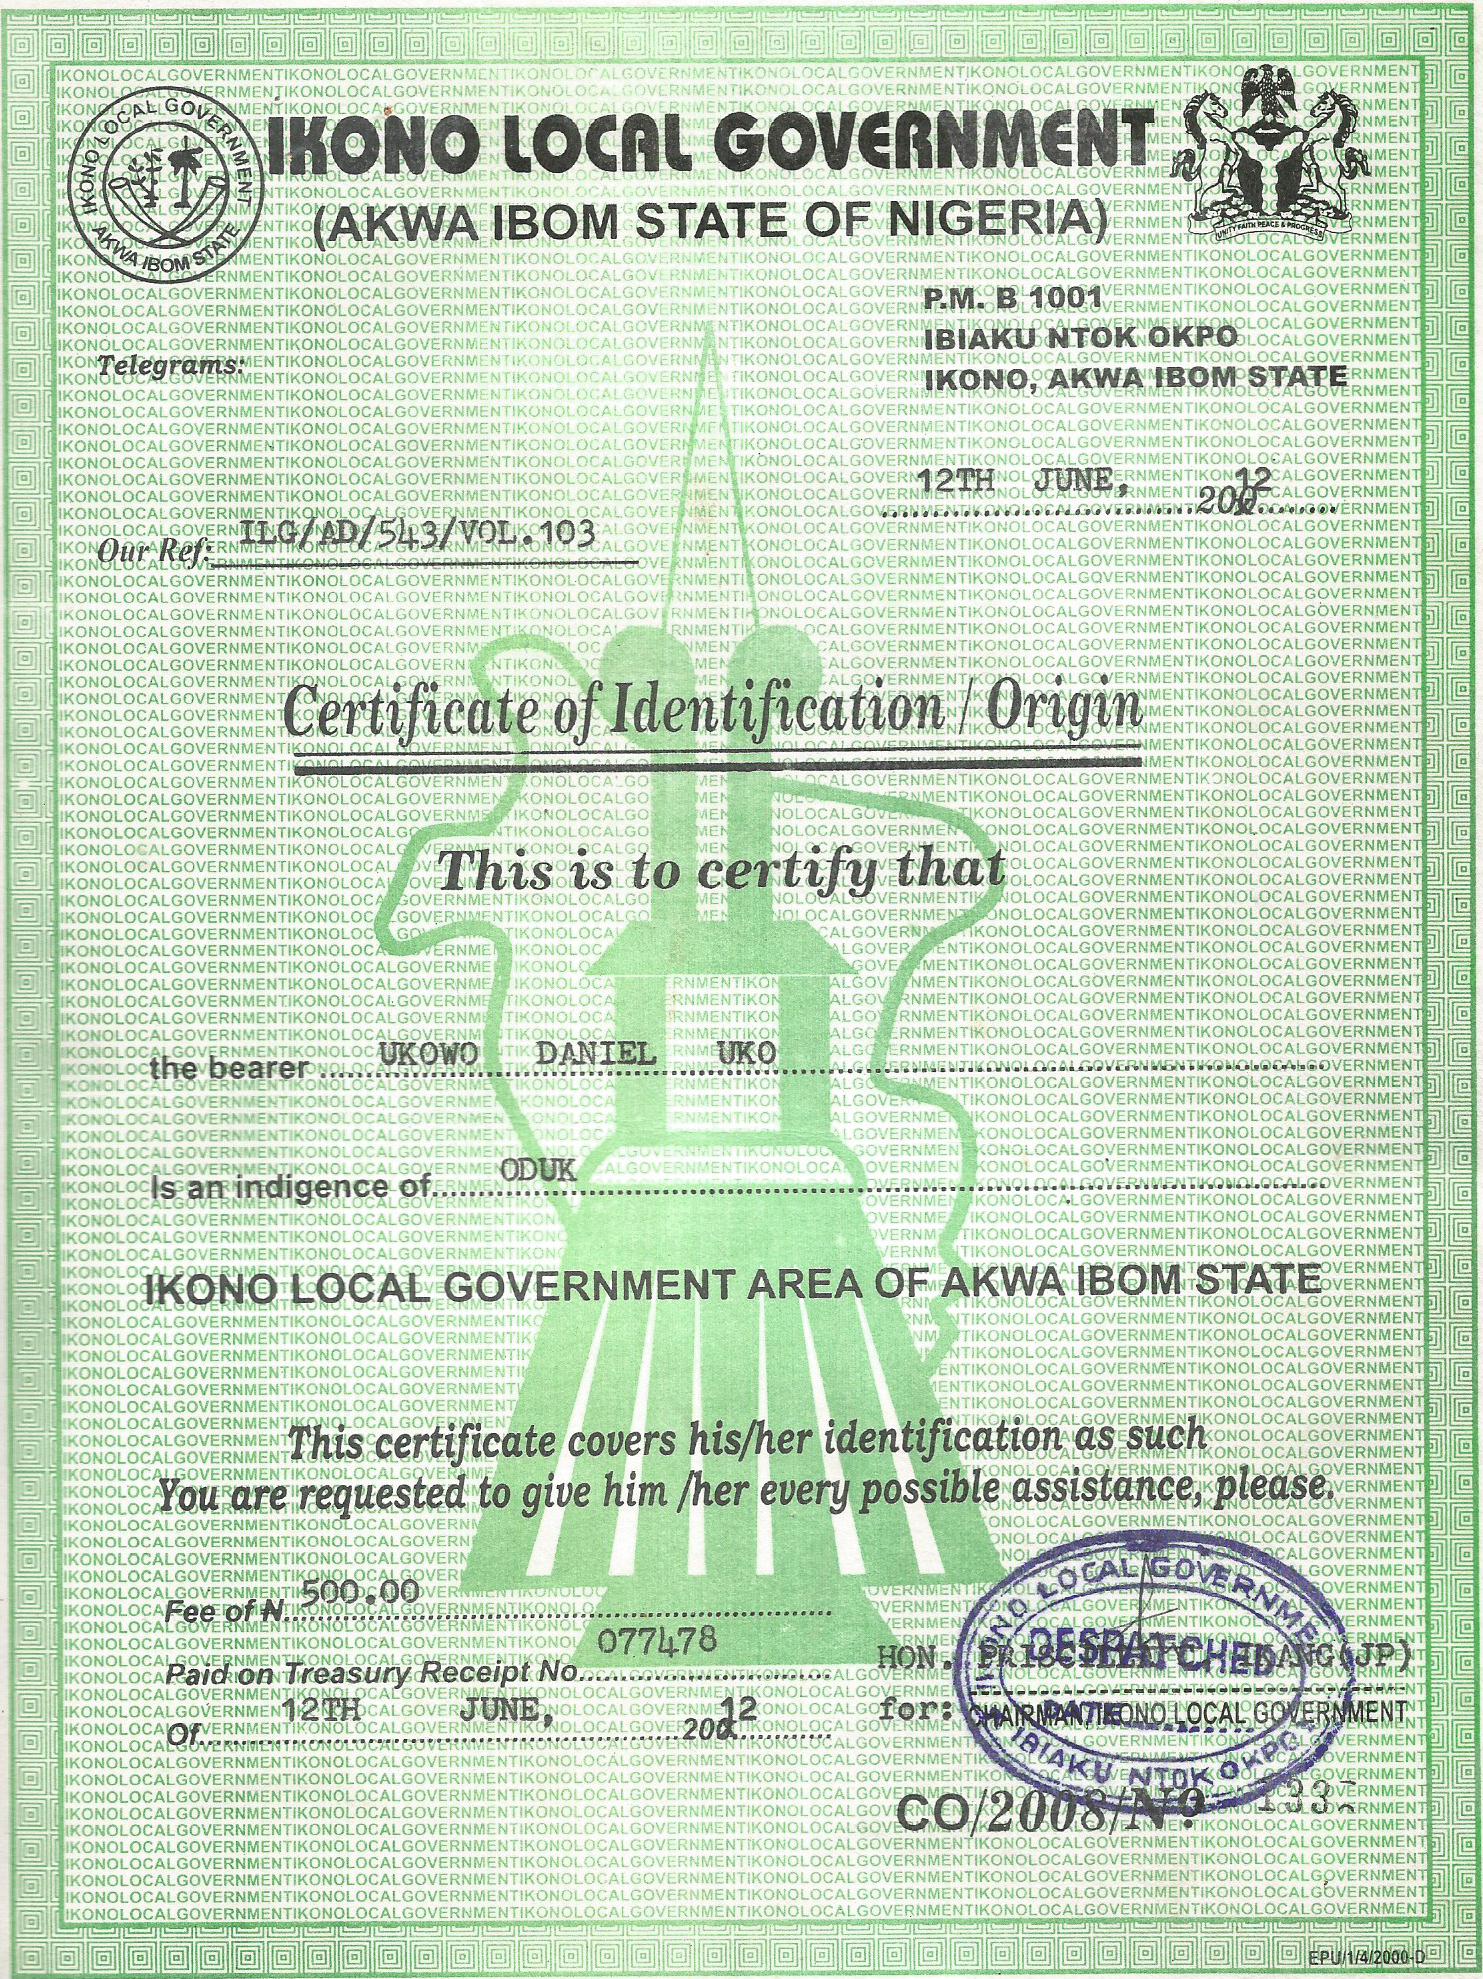 IKONO LOCAL GOVERNMENT
AKWA IBOM STATE
IKONO LOCAL GOVERNMENT
(AKWA IBOM STATE OF NIGERIA)
UNITY FAITH PEACE & PROGRESS
P.M. B 1001
IBIAKU NTOK OKPO
IKONO, AKWA IBOM STATE
Telegrams:
12TH JUNE, 2012
Our Ref: ILG/AD/543/VOL.103
Certificate of Identification / Origin
This is to certify that
the bearer UKOWO DANIEL UKO
Is an indigence of ODUK
IKONO LOCAL GOVERNMENT AREA OF AKWA IBOM STATE
This certificate covers his/her identification as such
You are requested to give him /her every possible assistance, please.
Fee of ₦ 500.00
Paid on Treasury Receipt No. 077478
Of 12TH JUNE, 2012
HON. (JP)
for: CHAIRMAN IKONO LOCAL GOVERNMENT
IKONO LOCAL GOVERNMENT
DESPATCHED
DATE
IBIAKU NTOK OKPO
CO/2008/Nº
EPU/1/4/2000-D